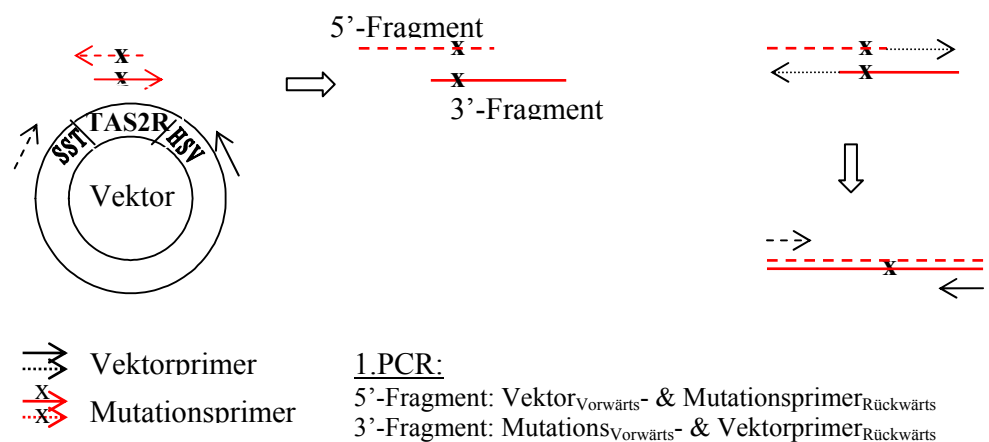 5’-Fragment
x
x
x
x
3’-Fragment
x
x
SST TAS2R HSV
Vektor
x
Vektorprimer
x
x
Mutationsprimer
1.PCR:
5’-Fragment: VektorVorwärts- & MutationsprimerRückwärts
3’-Fragment: MutationsVorwärts- & VektorprimerRückwärts